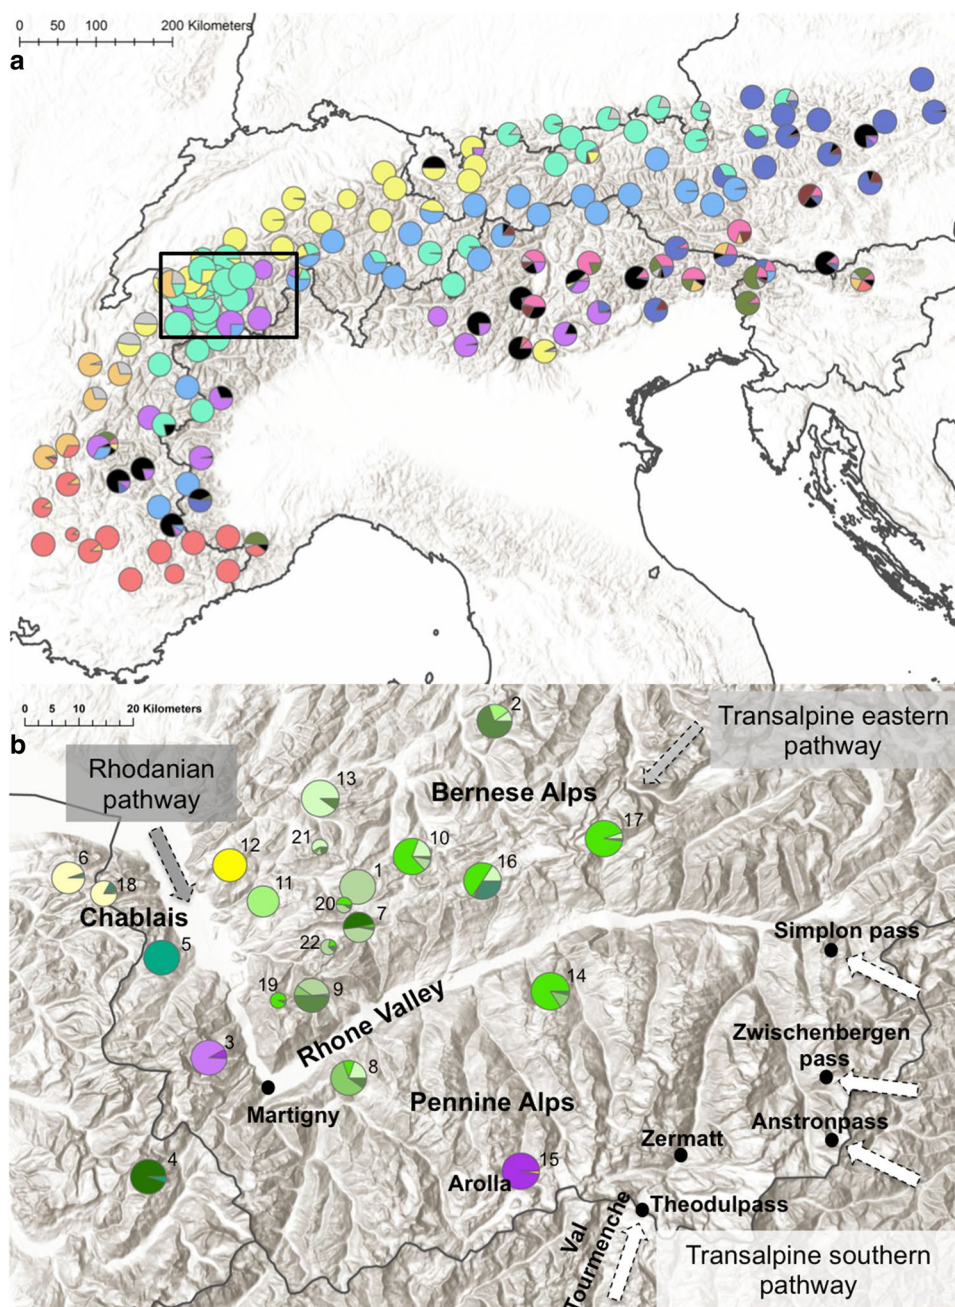 0 50 100 200 Kilometers
a
0 5 10 20 Kilometers
b
2
Transalpine eastern
pathway
Rhodanian
pathway
13
Bernese Alps
21
12
10
17
6
18
11
1
16
20
Chablais
7
5
22
Simplon pass
19
9
14
Rhone Valley
Zwischenbergen
pass
3
8
Martigny
Pennine Alps
Anstronpass
Zermatt
4
15
Arolla
Theodulpass
Val
Tourmenche
Transalpine southern
pathway